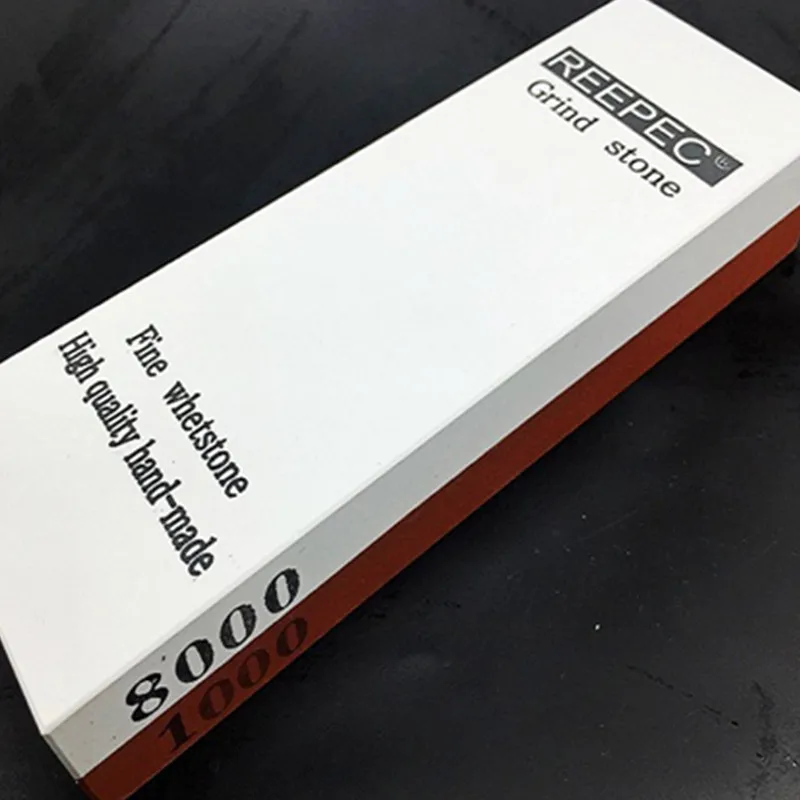 REEPEC
Grind stone
Fine whetstone
High quality hand-made
8000
1000